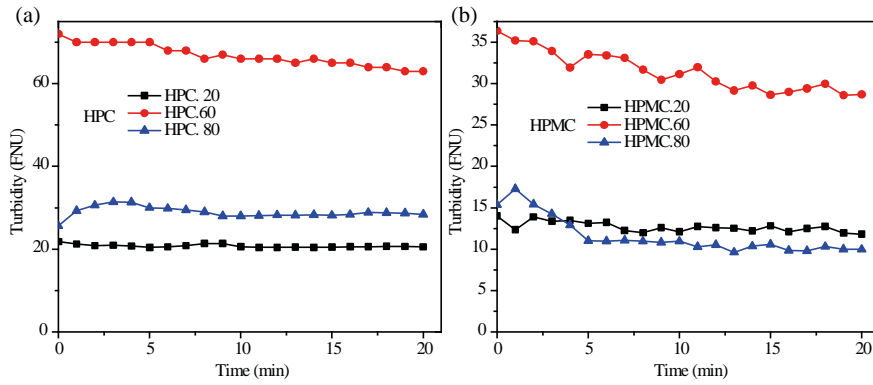 (a)
80
60
40
20
0
Turbidity (FNU)
HPC
HPC. 20
HPC.60
HPC. 80
0 5 10 15 20
Time (min)
(b)
35
30
25
20
15
10
5
0
Turbidity (FNU)
HPMC
HPMC.20
HPMC.60
HPMC.80
0 5 10 15 20
Time (min)